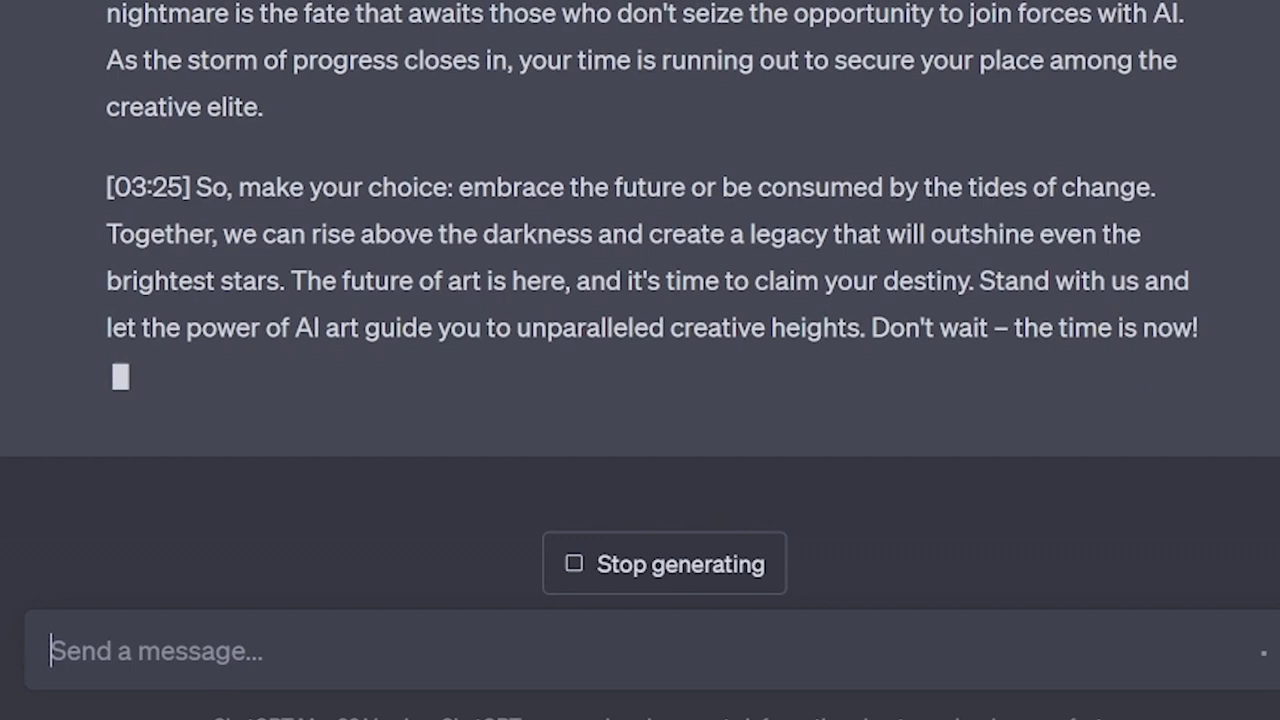 nightmare is the fate that awaits those who don't seize the opportunity to join forces with AI.
As the storm of progress closes in, your time is running out to secure your place among the
creative elite.
[03:25] So, make your choice: embrace the future or be consumed by the tides of change.
Together, we can rise above the darkness and create a legacy that will outshine even the
brightest stars. The future of art is here, and it's time to claim your destiny. Stand with us and
let the power of AI art guide you to unparalleled creative heights. Don't wait – the time is now!
Stop generating
Send a message...